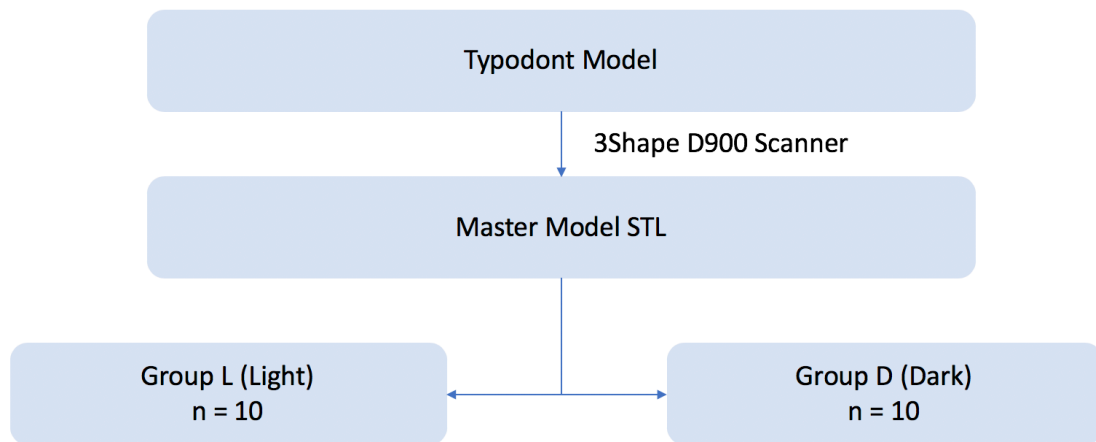 Typodont Model
3Shape D900 Scanner
Master Model STL
Group L (Light)
n = 10
Group D (Dark)
n = 10